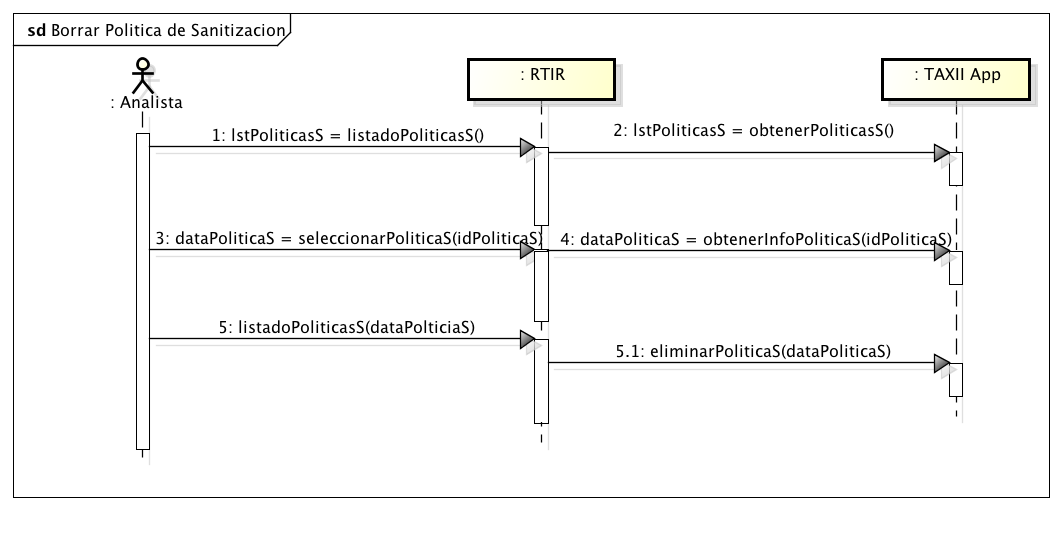 sd Borrar Politica de Sanitizacion
: Analista
: RTIR
: TAXII App
1: lstPoliticasS = listadoPoliticasS()
2: lstPoliticasS = obtenerPoliticasS()
3: dataPoliticaS = seleccionarPoliticaS(idPoliticaS)
4: dataPoliticaS = obtenerInfoPoliticaS(idPoliticaS)
5: listadoPoliticasS(dataPolticiaS)
5.1: eliminarPoliticaS(dataPoliticaS)